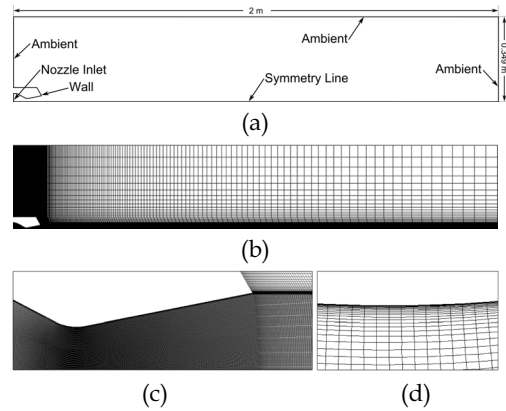 2 m
Ambient
Ambient
0.349 m
Nozzle Inlet
Symmetry Line
Ambient
Wall
(a)
(b)
(c)
(d)